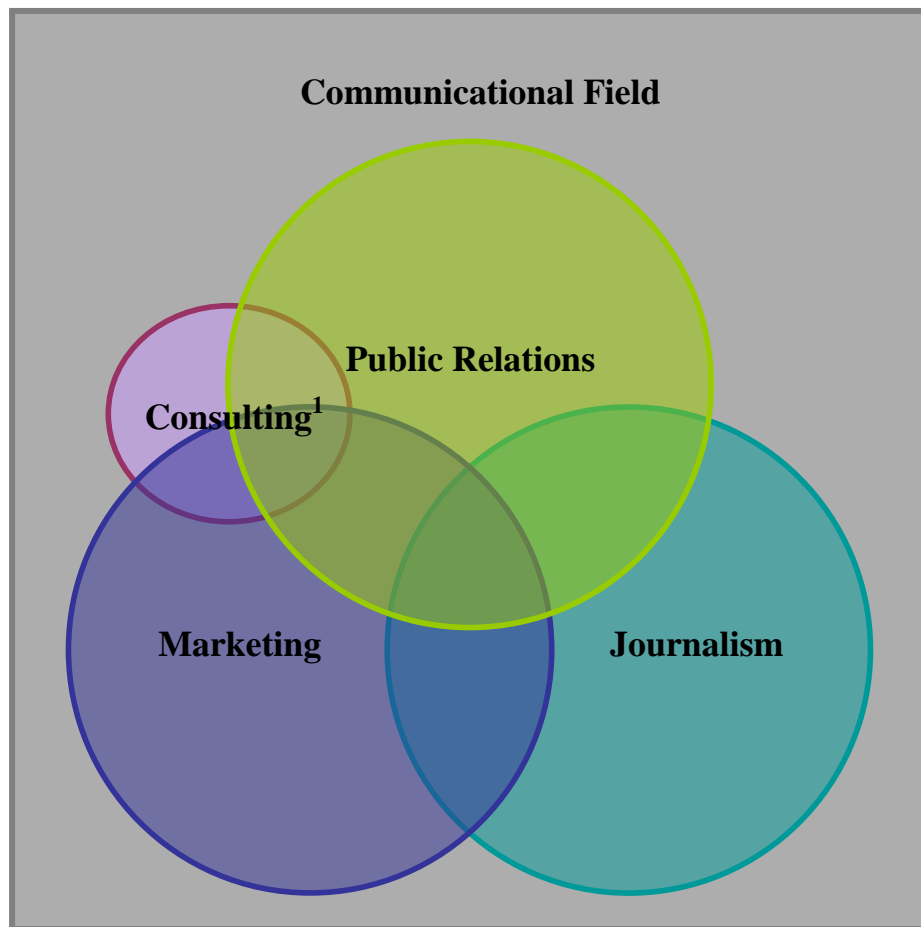 Communicational Field
Public Relations
Consulting¹
Marketing
Journalism